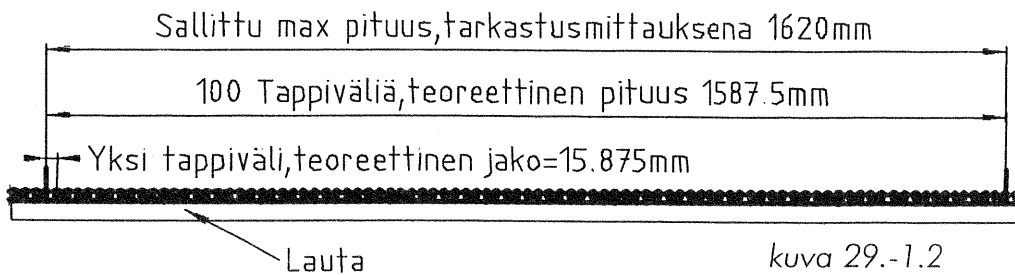 Sallittu max pituus,tarkastusmittauksena 1620mm
100 Tappiväliä,teoreettinen pituus 1587.5mm
Yksi tappiväli,teoreettinen jako=15.875mm
Lauta
kuva 29.-1.2